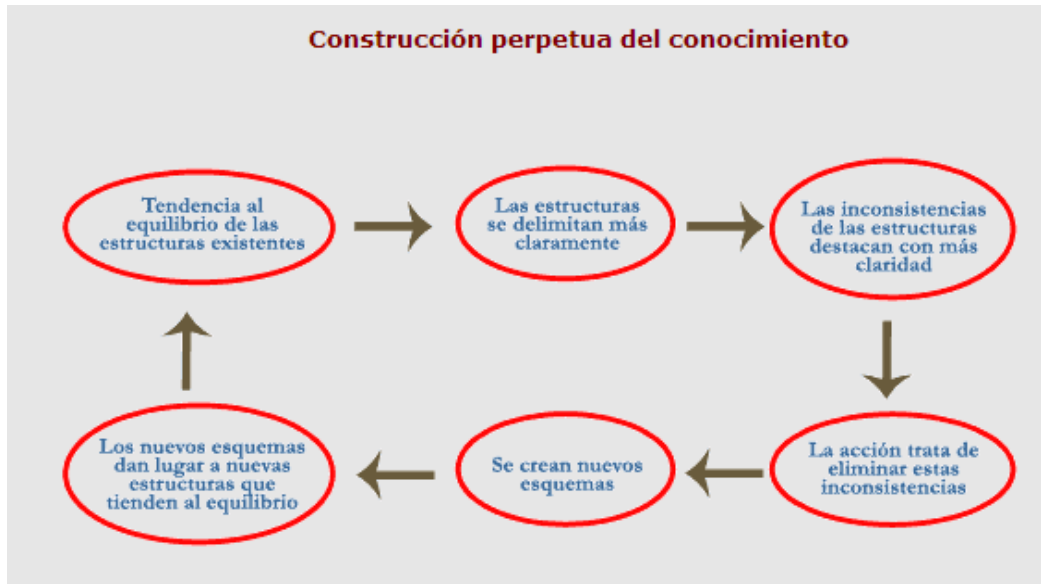 Construcción perpetua del conocimiento
Tendencia al
equilibrio de las
estructuras existentes
Las estructuras
se delimitan más
claramente
Las inconsistencias
de las estructuras
destacan con más
claridad
La acción trata de
eliminar estas
inconsistencias
Se crean nuevos
esquemas
Los nuevos esquemas
dan lugar a nuevas
estructuras que
tienden al equilibrio